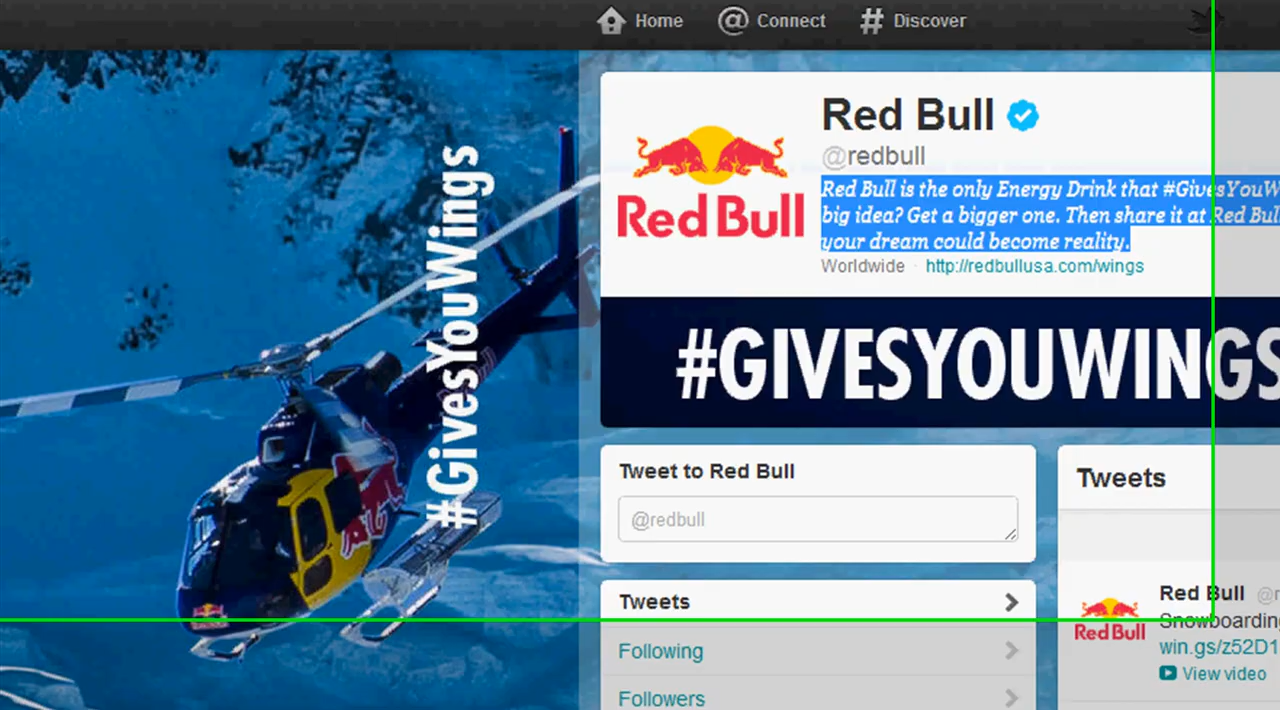 Home Connect Discover
Red Bull
@redbull
Red Bull is the only Energy Drink that #GivesYouW
big idea? Get a bigger one. Then share it at Red Bul
your dream could become reality.
Worldwide · http://redbullusa.com/wings
Red Bull
#GivesYouWings
#GIVESYOUWINGS
Tweet to Red Bull
@redbull
Tweets
Following
Followers
Tweets
Red Bull @r
Snowboarding
win.gs/z52D1
View video
Red Bull
Red Bull